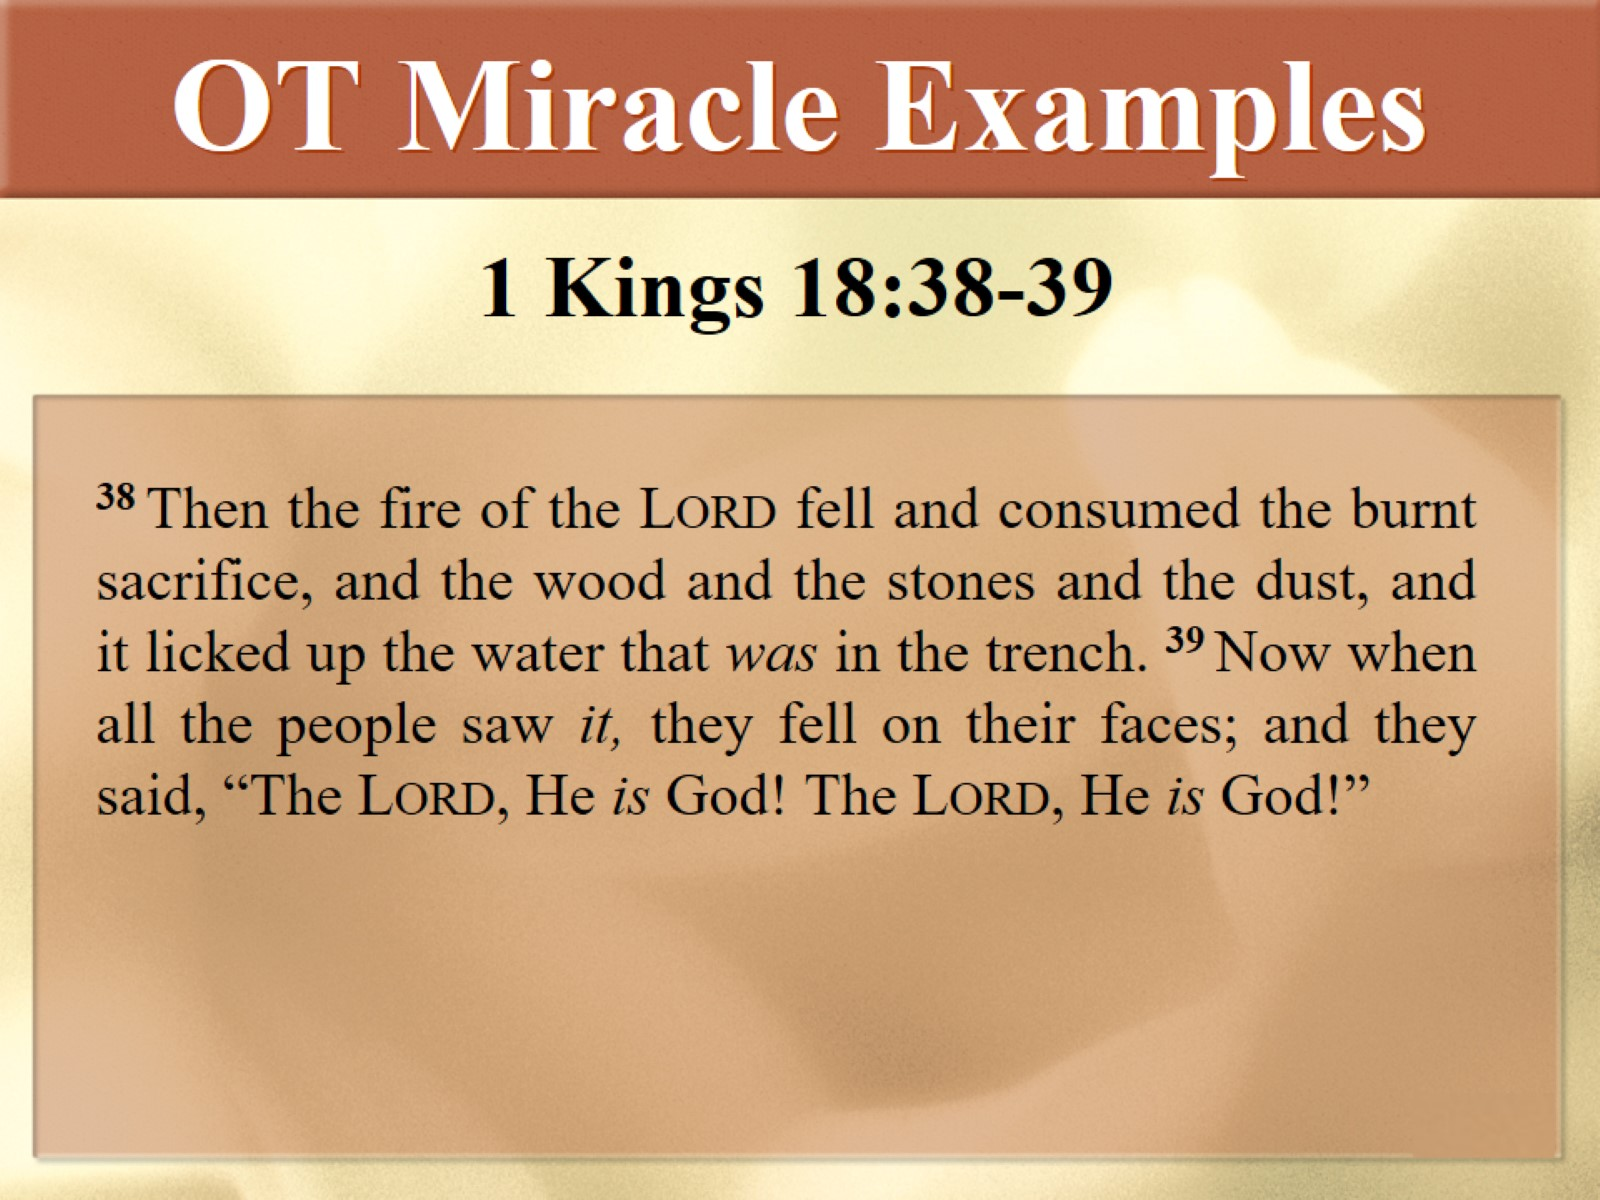 OT Miracle Examples
1 Kings 18:38-39
38 Then the fire of the LORD fell and consumed the burnt
sacrifice, and the wood and the stones and the dust, and
it licked up the water that was in the trench. 39 Now when
all the people saw it, they fell on their faces; and they
said, “The LORD, He is God! The LORD, He is God!”